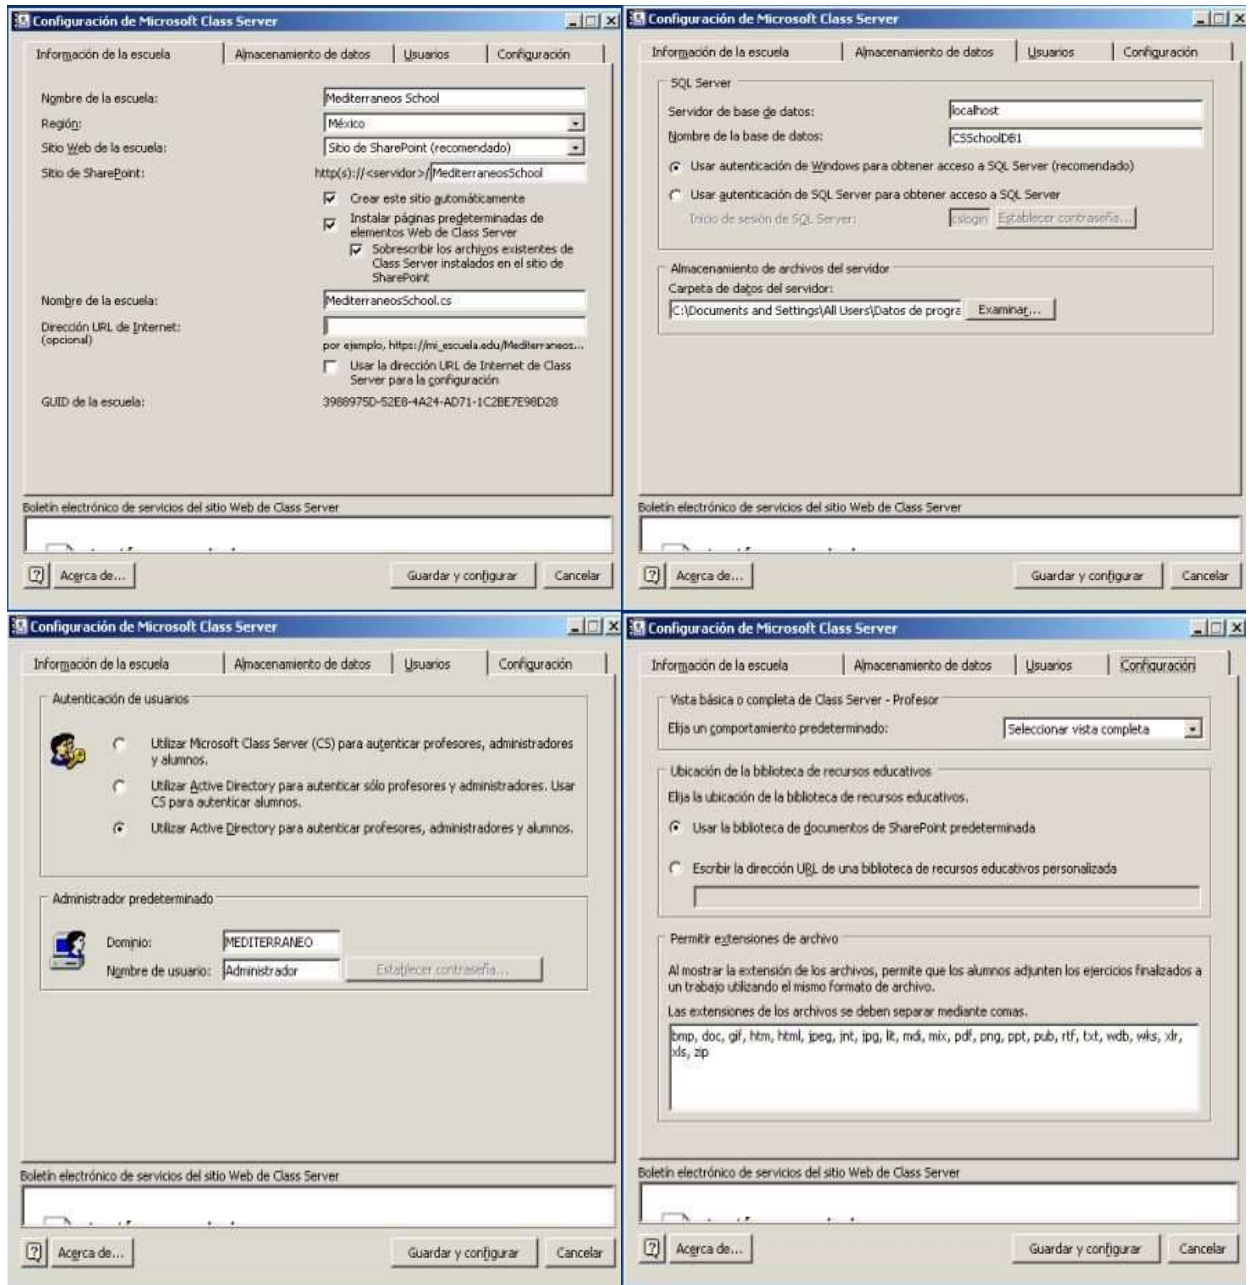 Configuración de Microsoft Class Server
Información de la escuela
Almacenamiento de datos
Usuarios
Configuración
Nombre de la escuela:
Mediterraneos School
Región:
México
Sitio Web de la escuela:
Sitio de SharePoint (recomendado)
Sitio de SharePoint:
http(s)://<servidor>/
MediterraneosSchool
Crear este sitio automáticamente
Instalar páginas predeterminadas de
elementos Web de Class Server
Sobrescribir los archivos existentes de
Class Server instalados en el sitio de
SharePoint
Nombre de la escuela:
MediterraneosSchool.cs
Dirección URL de Internet:
(opcional)
por ejemplo, https://mi_escuela.edu/Mediterraneos...
Usar la dirección URL de Internet de Class
Server para la configuración
GUID de la escuela:
3988975D-52E8-4A24-AD71-1C2BE7E98D28
Boletín electrónico de servicios del sitio Web de Class Server
Acerca de...
Guardar y configurar
Cancelar
Configuración de Microsoft Class Server
Información de la escuela
Almacenamiento de datos
Usuarios
Configuración
SQL Server
Servidor de base de datos:
localhost
Nombre de la base de datos:
CSSchoolDB1
Usar autenticación de Windows para obtener acceso a SQL Server (recomendado)
Usar autenticación de SQL Server para obtener acceso a SQL Server
Inicio de sesión de SQL Server:
cslogin
Establecer contraseña...
Almacenamiento de archivos del servidor
Carpeta de datos del servidor:
C:\Documents and Settings\All Users\Datos de progra
Examinar...
Boletín electrónico de servicios del sitio Web de Class Server
Acerca de...
Guardar y configurar
Cancelar
Configuración de Microsoft Class Server
Información de la escuela
Almacenamiento de datos
Usuarios
Configuración
Autenticación de usuarios
Utilizar Microsoft Class Server (CS) para autenticar profesores, administradores
y alumnos.
Utilizar Active Directory para autenticar sólo profesores y administradores. Usar
CS para autenticar alumnos.
Utilizar Active Directory para autenticar profesores, administradores y alumnos.
Administrador predeterminado
Dominio:
MEDITERRANEO
Nombre de usuario:
Administrador
Establecer contraseña...
Boletín electrónico de servicios del sitio Web de Class Server
Acerca de...
Guardar y configurar
Cancelar
Configuración de Microsoft Class Server
Información de la escuela
Almacenamiento de datos
Usuarios
Configuración
Vista básica o completa de Class Server - Profesor
Elija un comportamiento predeterminado:
Seleccionar vista completa
Ubicación de la biblioteca de recursos educativos
Elija la ubicación de la biblioteca de recursos educativos.
Usar la biblioteca de documentos de SharePoint predeterminada
Escribir la dirección URL de una biblioteca de recursos educativos personalizada
Permitir extensiones de archivo
Al mostrar la extensión de los archivos, permite que los alumnos adjunten los ejercicios finalizados a
un trabajo utilizando el mismo formato de archivo.
Las extensiones de los archivos se deben separar mediante comas.
bmp, doc, gif, htm, html, jpeg, jnt, jpg, lit, mdi, mix, pdf, png, ppt, pub, rtf, txt, wdb, wks, xlr,
xls, zip
Boletín electrónico de servicios del sitio Web de Class Server
Acerca de...
Guardar y configurar
Cancelar